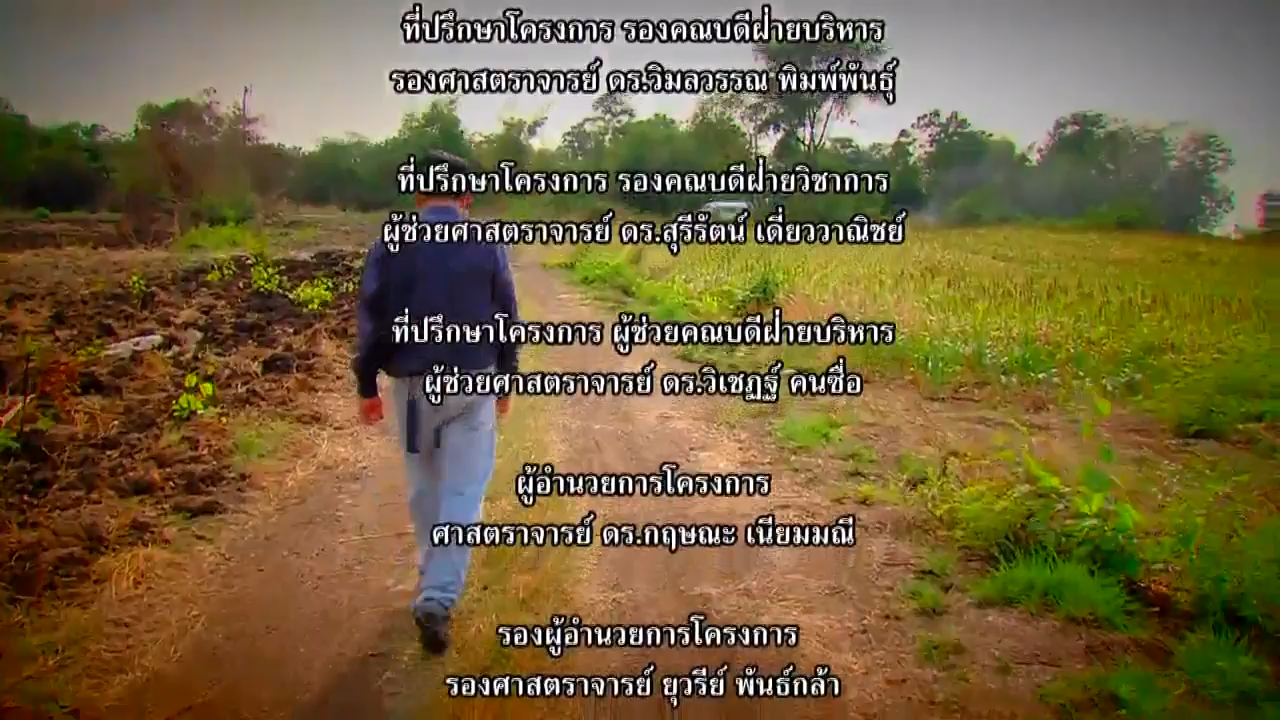 ที่ปรึกษาโครงการ รองคณบดีฝ่ายบริหาร
รองศาสตราจารย์ ดร.วิมลวรรณ พิมพ์พันธุ์
ที่ปรึกษาโครงการ รองคณบดีฝ่ายวิชาการ
ผู้ช่วยศาสตราจารย์ ดร.สุรีรัตน์ เดี่ยววาณิชย์
ที่ปรึกษาโครงการ ผู้ช่วยคณบดีฝ่ายบริหาร
ผู้ช่วยศาสตราจารย์ ดร.วิเชฏฐ์ คนซื่อ
ผู้อำนวยการโครงการ
ศาสตราจารย์ ดร.กฤษณะ เนียมมณี
รองผู้อำนวยการโครงการ
รองศาสตราจารย์ ยุวรีย์ พันธ์กล้า